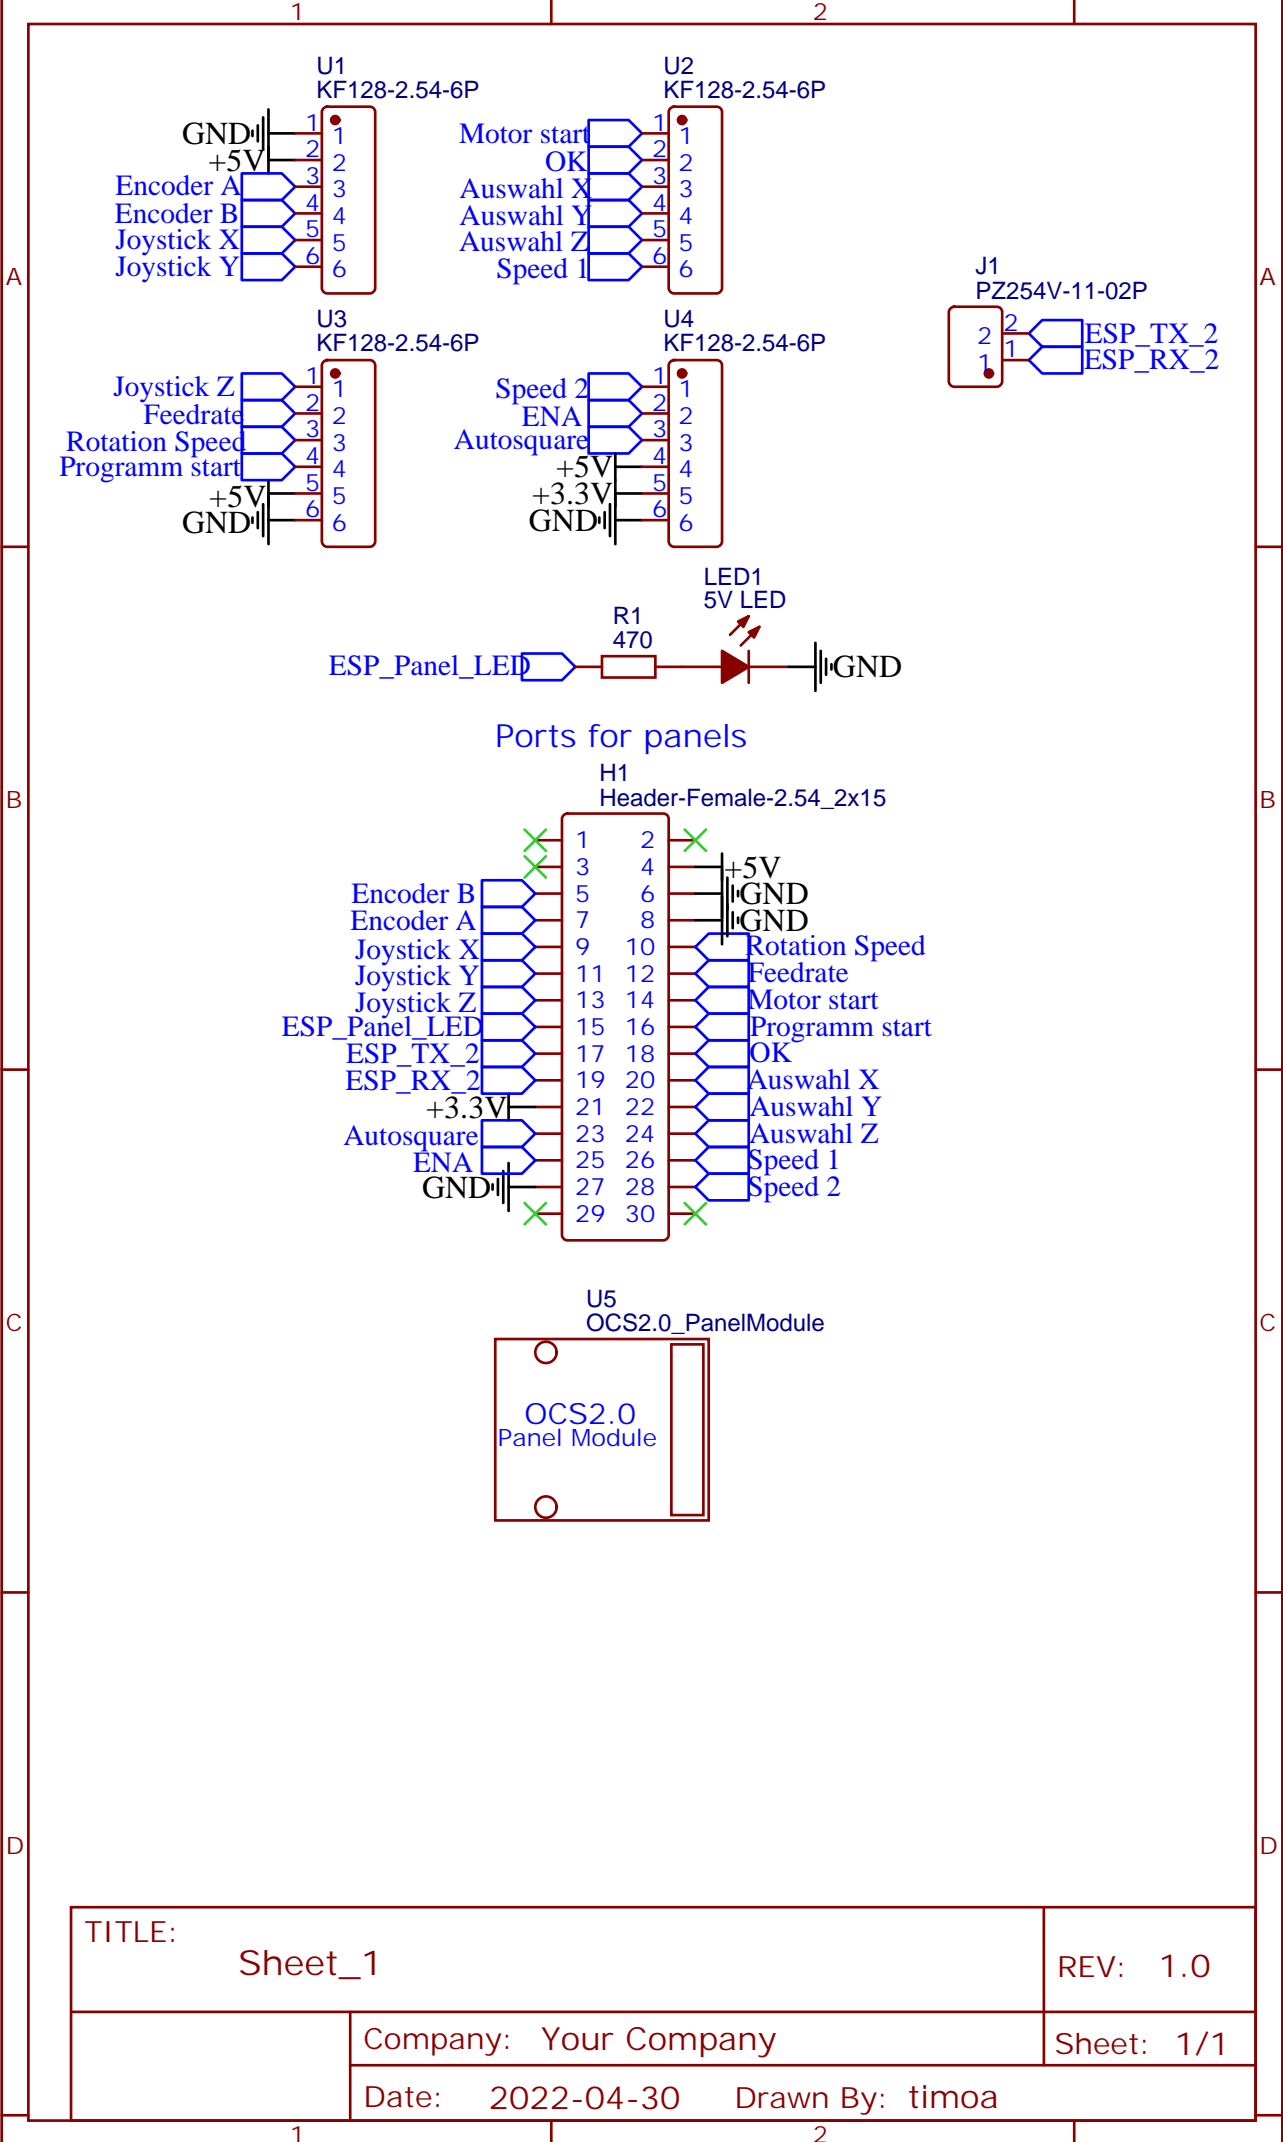 1
2
A
A
U1
KF128-2.54-6P
GND 1 1
+5V 2 2
Encoder A 3 3
Encoder B 4 4
Joystick X 5 5
Joystick Y 6 6
U2
KF128-2.54-6P
Motor start 1 1
OK 2 2
Auswahl X 3 3
Auswahl Y 4 4
Auswahl Z 5 5
Speed 1 6 6
J1
PZ254V-11-02P
2 2 ESP_TX_2
1 1 ESP_RX_2
U3
KF128-2.54-6P
Joystick Z 1 1
Feedrate 2 2
Rotation Speed 3 3
Programm start 4 4
+5V 5 5
GND 6 6
U4
KF128-2.54-6P
Speed 2 1 1
ENA 2 2
Autosquare 3 3
+5V 4 4
+3.3V 5 5
GND 6 6
LED1
5V LED
R1
470
ESP_Panel_LED
GND
Ports for panels
B
B
H1
Header-Female-2.54_2x15
1 2
3 4 +5V
Encoder B 5 6 GND
Encoder A 7 8 GND
Joystick X 9 10 Rotation Speed
Joystick Y 11 12 Feedrate
Joystick Z 13 14 Motor start
ESP_Panel_LED 15 16 Programm start
ESP_TX_2 17 18 OK
ESP_RX_2 19 20 Auswahl X
+3.3V 21 22 Auswahl Y
Autosquare 23 24 Auswahl Z
ENA 25 26 Speed 1
GND 27 28 Speed 2
29 30
C
C
U5
OCS2.0_PanelModule
OCS2.0
Panel Module
D
D
TITLE:
Sheet_1
REV: 1.0
Company: Your Company
Sheet: 1/1
Date: 2022-04-30
Drawn By: timoa
1
2